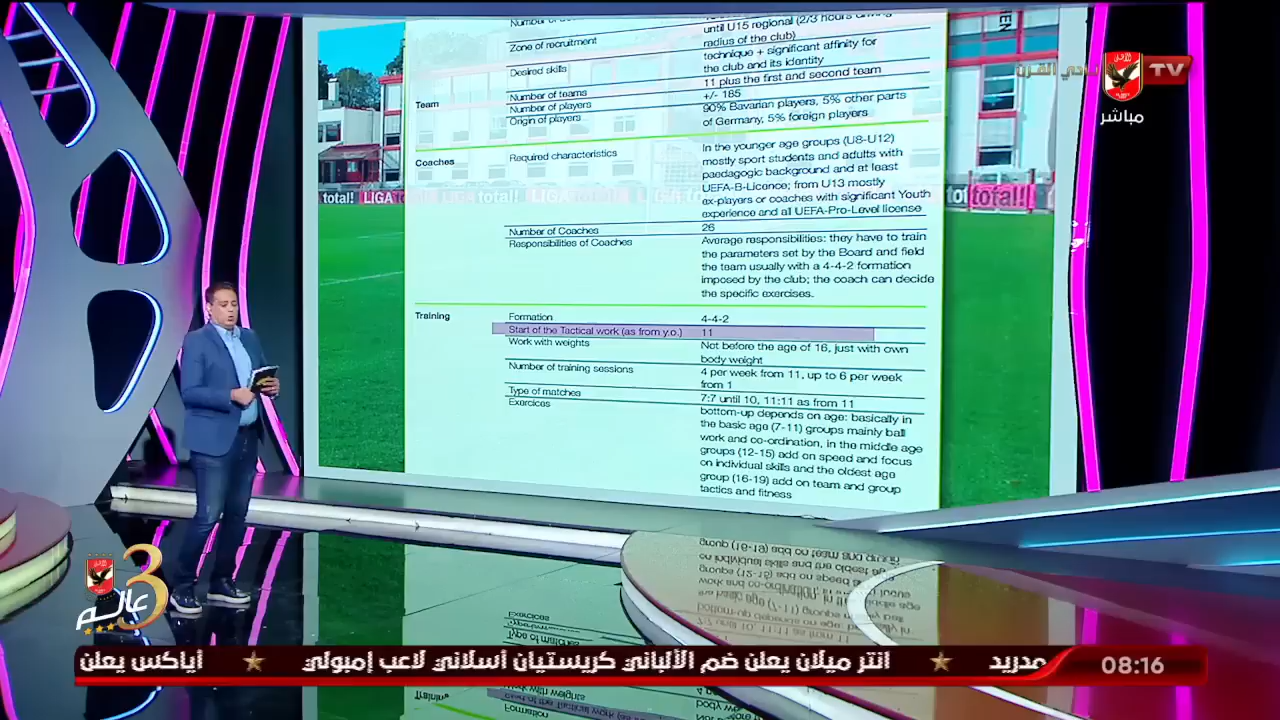 until U15 regional (2/3 hours driving
Zone of recruitment
radius of the club)
Desired skills
technique + significant affinity for
the club and its identity
Team
Number of teams
11 plus the first and second team
Number of players
+/- 185
Origin of players
90% Bavarian players, 5% other parts
of Germany, 5% foreign players
Coaches
Required characteristics
In the younger age groups (U8-U12)
mostly sport students and adults with
paedagogic background and at least
UEFA-B-Licence; from U13 mostly
ex-players or coaches with significant Youth
experience and all UEFA-Pro-Level license
Number of Coaches
26
Responsibilities of Coaches
Average responsibilities: they have to train
the parameters set by the Board and field
the team usually with a 4-4-2 formation
imposed by the club; the coach can decide
the specific exercises.
Training
Formation
4-4-2
Start of the Tactical work (as from y.o.)
11
Work with weights
Not before the age of 16, just with own
body weight
Number of training sessions
4 per week from 11, up to 6 per week
from 1
Type of matches
7:7 until 10, 11:11 as from 11
Exercices
bottom-up depends on age: basically in
the basic age (7-11) groups mainly ball
work and co-ordination, in the middle age
groups (12-15) add on speed and focus
on individual skills and the oldest age
group (16-19) add on team and group
tactics and fitness
total!
LIGA total!
total!
TV
مباشر
3
عالم
مدريد ★ انتر ميلان يعلن ضم الألباني كريستيان أسلاني لاعب إمبولي ★ أياكس يعلن
08:16